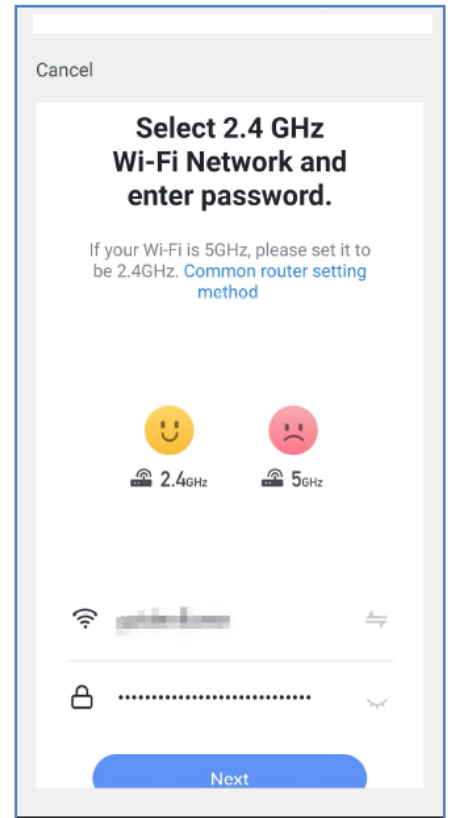 Cancel
Select 2.4 GHz
Wi-Fi Network and
enter password.
If your Wi-Fi is 5GHz, please set it to
be 2.4GHz. Common router setting
method
2.4GHz 5GHz
•••••••••••••••••••••••••••••
Next